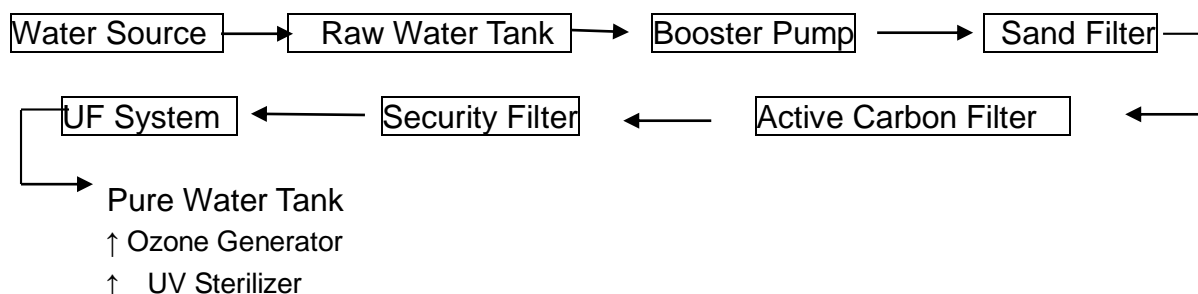 Water Source Raw Water Tank Booster Pump Sand Filter
UF System Security Filter Active Carbon Filter
Pure Water Tank
↑ Ozone Generator
↑ UV Sterilizer